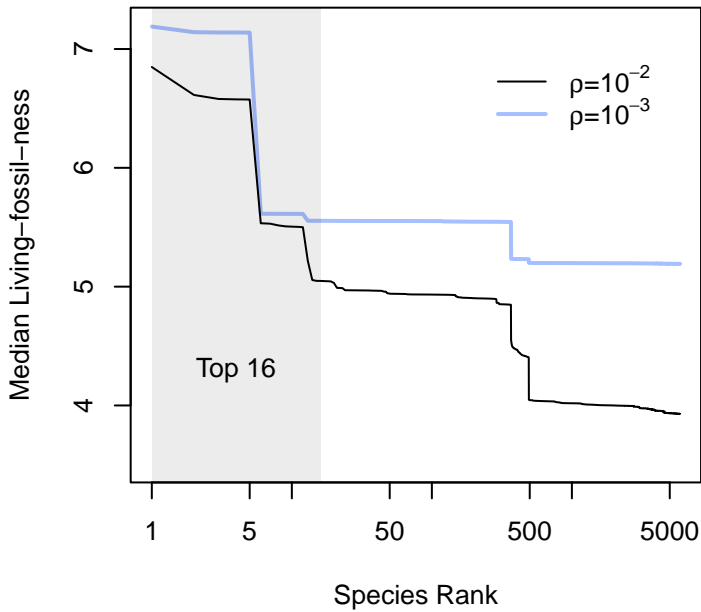 Median Living−fossil−ness
7
6
5
4
ρ=10⁻²
ρ=10⁻³
Top 16
1 5 50 500 5000
Species Rank